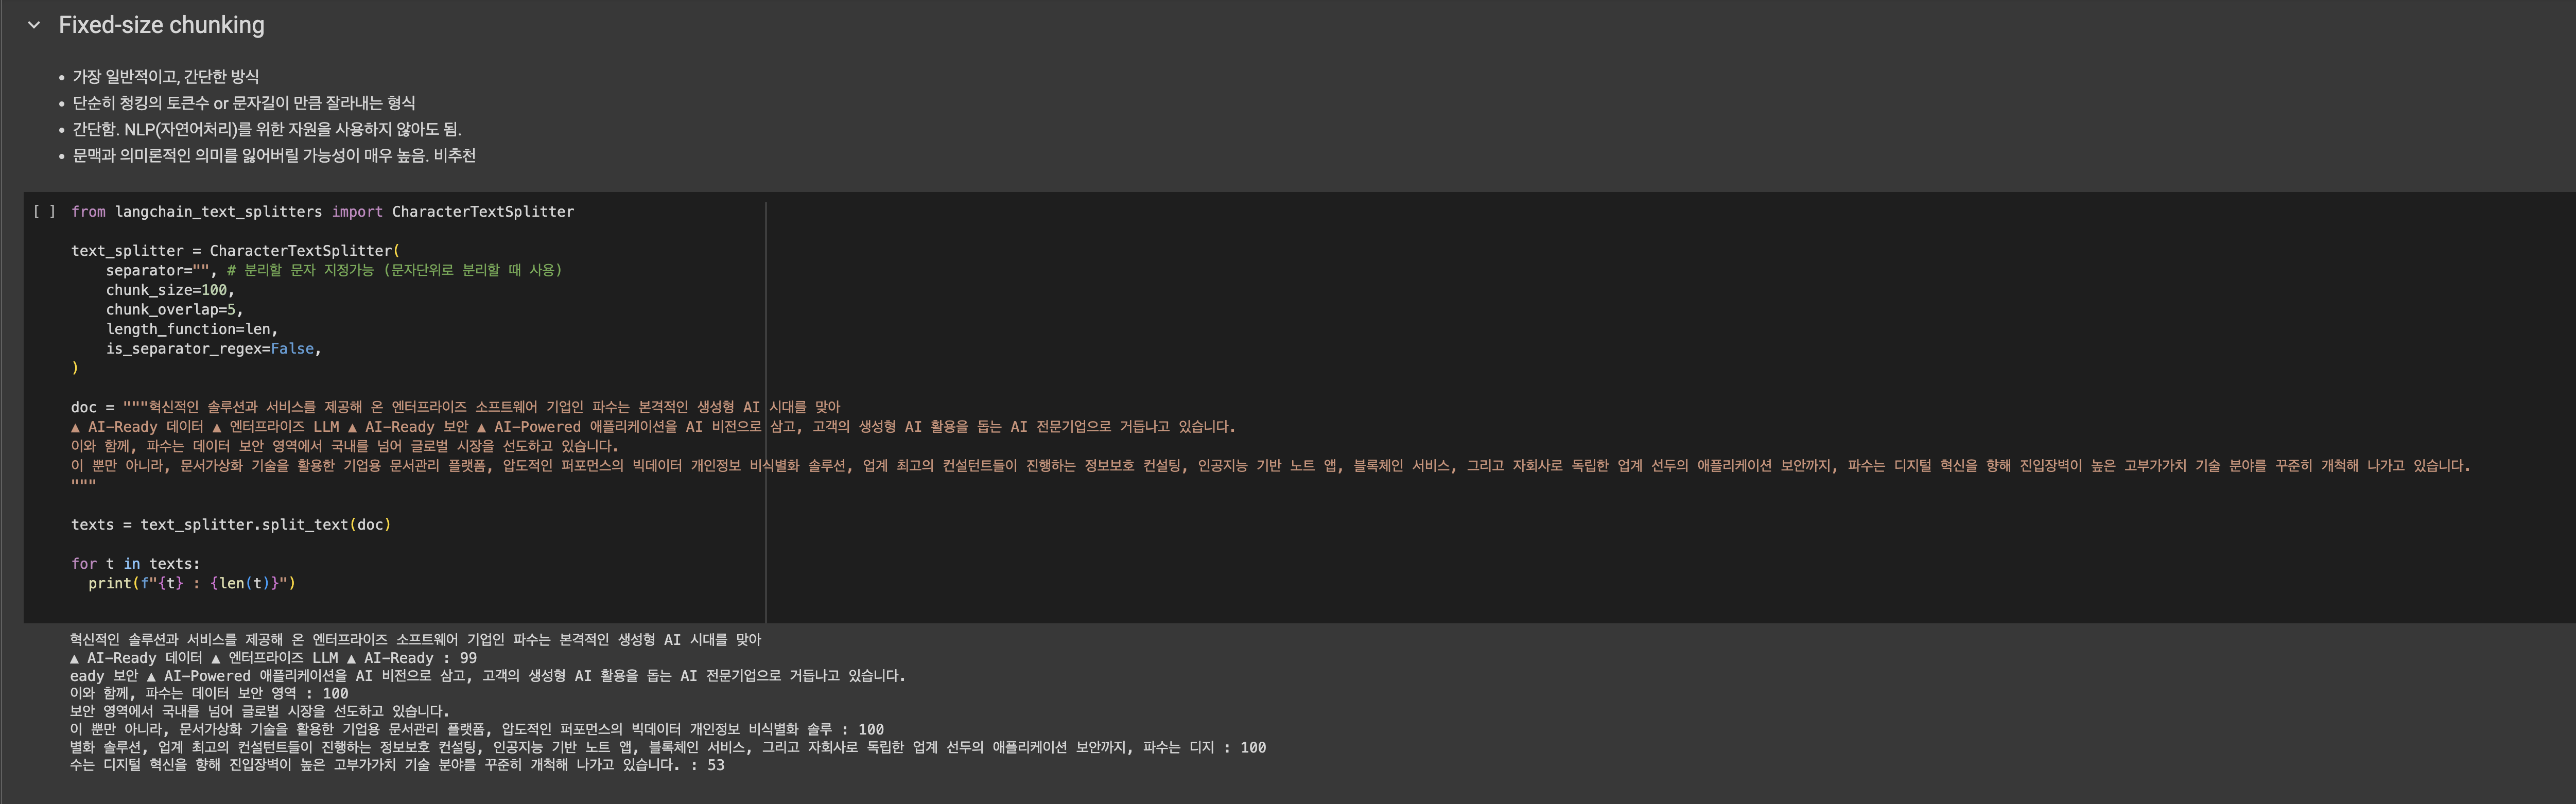 Fixed-size chunking
• 가장 일반적이고, 간단한 방식
• 단순히 청킹의 토큰수 or 문자길이 만큼 잘라내는 형식
• 간단함. NLP(자연어처리)를 위한 자원을 사용하지 않아도 됨.
• 문맥과 의미론적인 의미를 잃어버릴 가능성이 매우 높음. 비추천
[ ] from langchain_text_splitters import CharacterTextSplitter
text_splitter = CharacterTextSplitter(
    separator="", # 분리할 문자 지정가능 (문자단위로 분리할 때 사용)
    chunk_size=100,
    chunk_overlap=5,
    length_function=len,
    is_separator_regex=False,
)
doc = """혁신적인 솔루션과 서비스를 제공해 온 엔터프라이즈 소프트웨어 기업인 파수는 본격적인 생성형 AI 시대를 맞아
▲ AI-Ready 데이터 ▲ 엔터프라이즈 LLM ▲ AI-Ready 보안 ▲ AI-Powered 애플리케이션을 AI 비전으로 삼고, 고객의 생성형 AI 활용을 돕는 AI 전문기업으로 거듭나고 있습니다.
이와 함께, 파수는 데이터 보안 영역에서 국내를 넘어 글로벌 시장을 선도하고 있습니다.
이 뿐만 아니라, 문서가상화 기술을 활용한 기업용 문서관리 플랫폼, 압도적인 퍼포먼스의 빅데이터 개인정보 비식별화 솔루션, 업계 최고의 컨설턴트들이 진행하는 정보보호 컨설팅, 인공지능 기반 노트 앱, 블록체인 서비스, 그리고 자회사로 독립한 업계 선두의 애플리케이션 보안까지, 파수는 디지털 혁신을 향해 진입장벽이 높은 고부가가치 기술 분야를 꾸준히 개척해 나가고 있습니다.
"""
texts = text_splitter.split_text(doc)
for t in texts:
  print(f"{t} : {len(t)}")
혁신적인 솔루션과 서비스를 제공해 온 엔터프라이즈 소프트웨어 기업인 파수는 본격적인 생성형 AI 시대를 맞아
▲ AI-Ready 데이터 ▲ 엔터프라이즈 LLM ▲ AI-Ready : 99
eady 보안 ▲ AI-Powered 애플리케이션을 AI 비전으로 삼고, 고객의 생성형 AI 활용을 돕는 AI 전문기업으로 거듭나고 있습니다.
이와 함께, 파수는 데이터 보안 영역 : 100
보안 영역에서 국내를 넘어 글로벌 시장을 선도하고 있습니다.
이 뿐만 아니라, 문서가상화 기술을 활용한 기업용 문서관리 플랫폼, 압도적인 퍼포먼스의 빅데이터 개인정보 비식별화 솔루 : 100
별화 솔루션, 업계 최고의 컨설턴트들이 진행하는 정보보호 컨설팅, 인공지능 기반 노트 앱, 블록체인 서비스, 그리고 자회사로 독립한 업계 선두의 애플리케이션 보안까지, 파수는 디지 : 100
수는 디지털 혁신을 향해 진입장벽이 높은 고부가가치 기술 분야를 꾸준히 개척해 나가고 있습니다. : 53